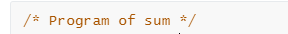 /* Program of sum */